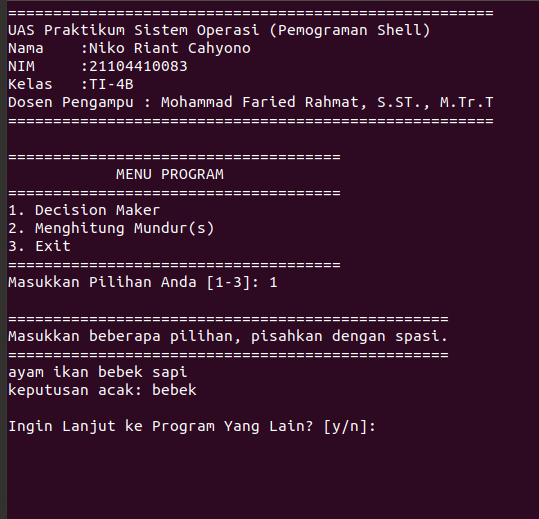 ======================================================
UAS Praktikum Sistem Operasi (Pemograman Shell)
Nama    :Niko Riant Cahyono
NIM     :21104410083
Kelas   :TI-4B
Dosen Pengampu : Mohammad Faried Rahmat, S.ST., M.Tr.T
======================================================
=====================================
            MENU PROGRAM
=====================================
1. Decision Maker
2. Menghitung Mundur(s)
3. Exit
=====================================
Masukkan Pilihan Anda [1-3]: 1
=================================================
Masukkan beberapa pilihan, pisahkan dengan spasi.
=================================================
ayam ikan bebek sapi
keputusan acak: bebek
Ingin Lanjut ke Program Yang Lain? [y/n]: